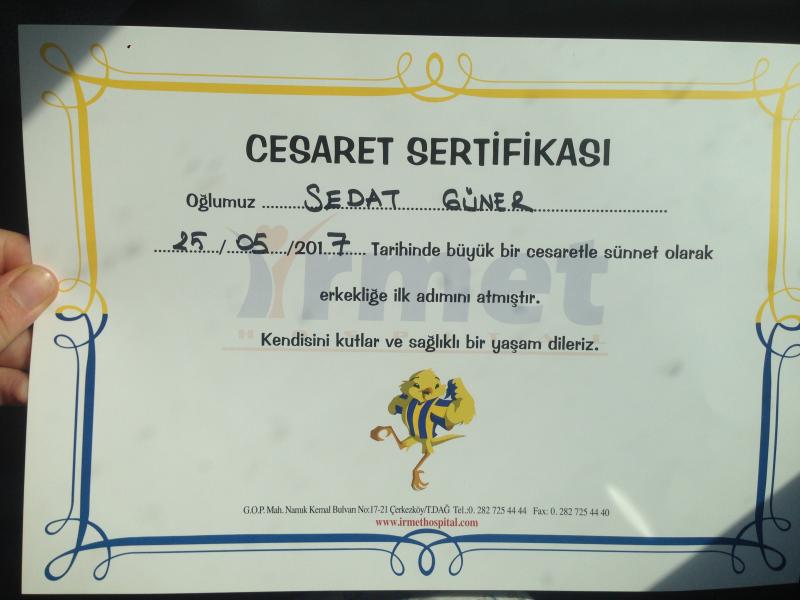 CESARET SERTİFİKASI
Oğlumuz ........SEDAT GÜNER........................
....25..../....05..../2017.... Tarihinde büyük bir cesaretle sünnet olarak
irmet
HOSPITAL
erkekliğe ilk adımını atmıştır.
Kendisini kutlar ve sağlıklı bir yaşam dileriz.
G.O.P. Mah. Namık Kemal Bulvarı No:17-21 Çerkezköy/T.DAĞ Tel.:0. 282 725 44 44 Fax: 0. 282 725 44 40
www.irmethospital.com